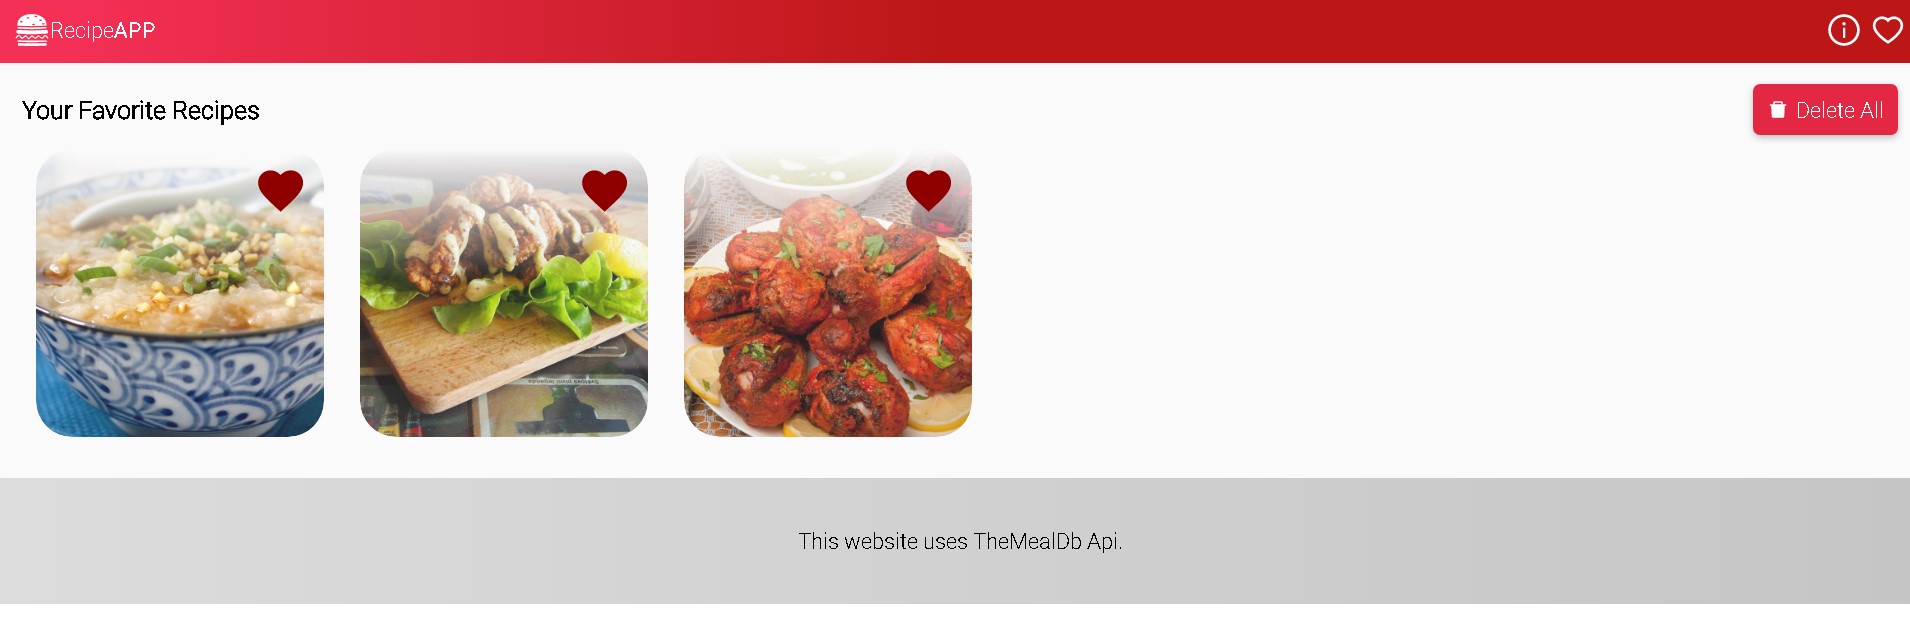 RecipeAPP
Your Favorite Recipes
Delete All
This website uses TheMealDb Api.